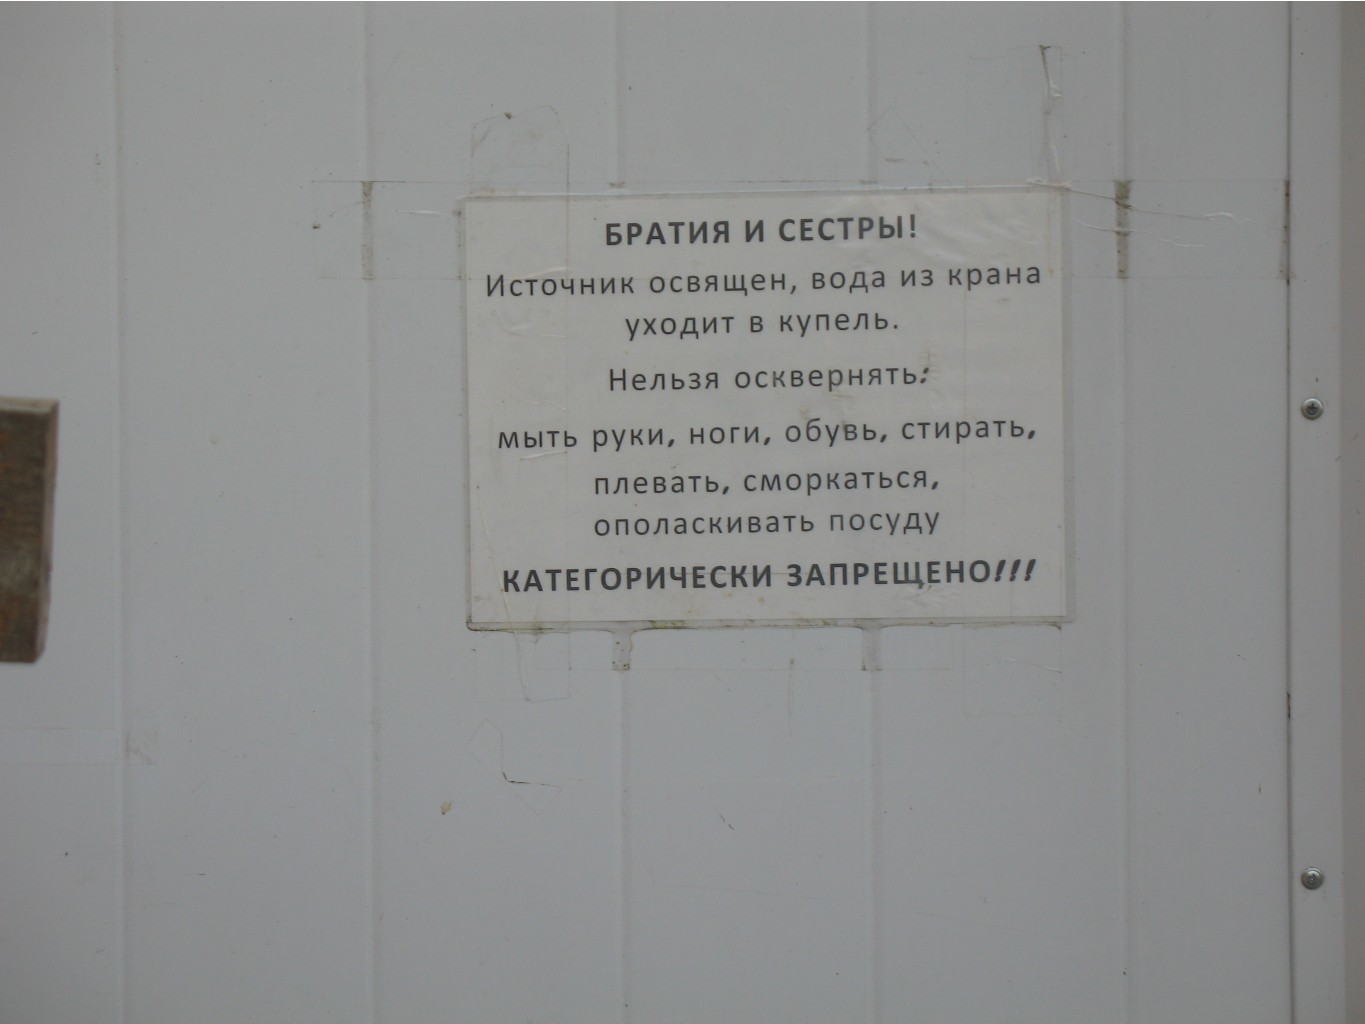 БРАТИЯ И СЕСТРЫ!
Источник освящен, вода из крана
уходит в купель.
Нельзя осквернять:
мыть руки, ноги, обувь, стирать,
плевать, сморкаться,
ополаскивать посуду
КАТЕГОРИЧЕСКИ ЗАПРЕЩЕНО!!!